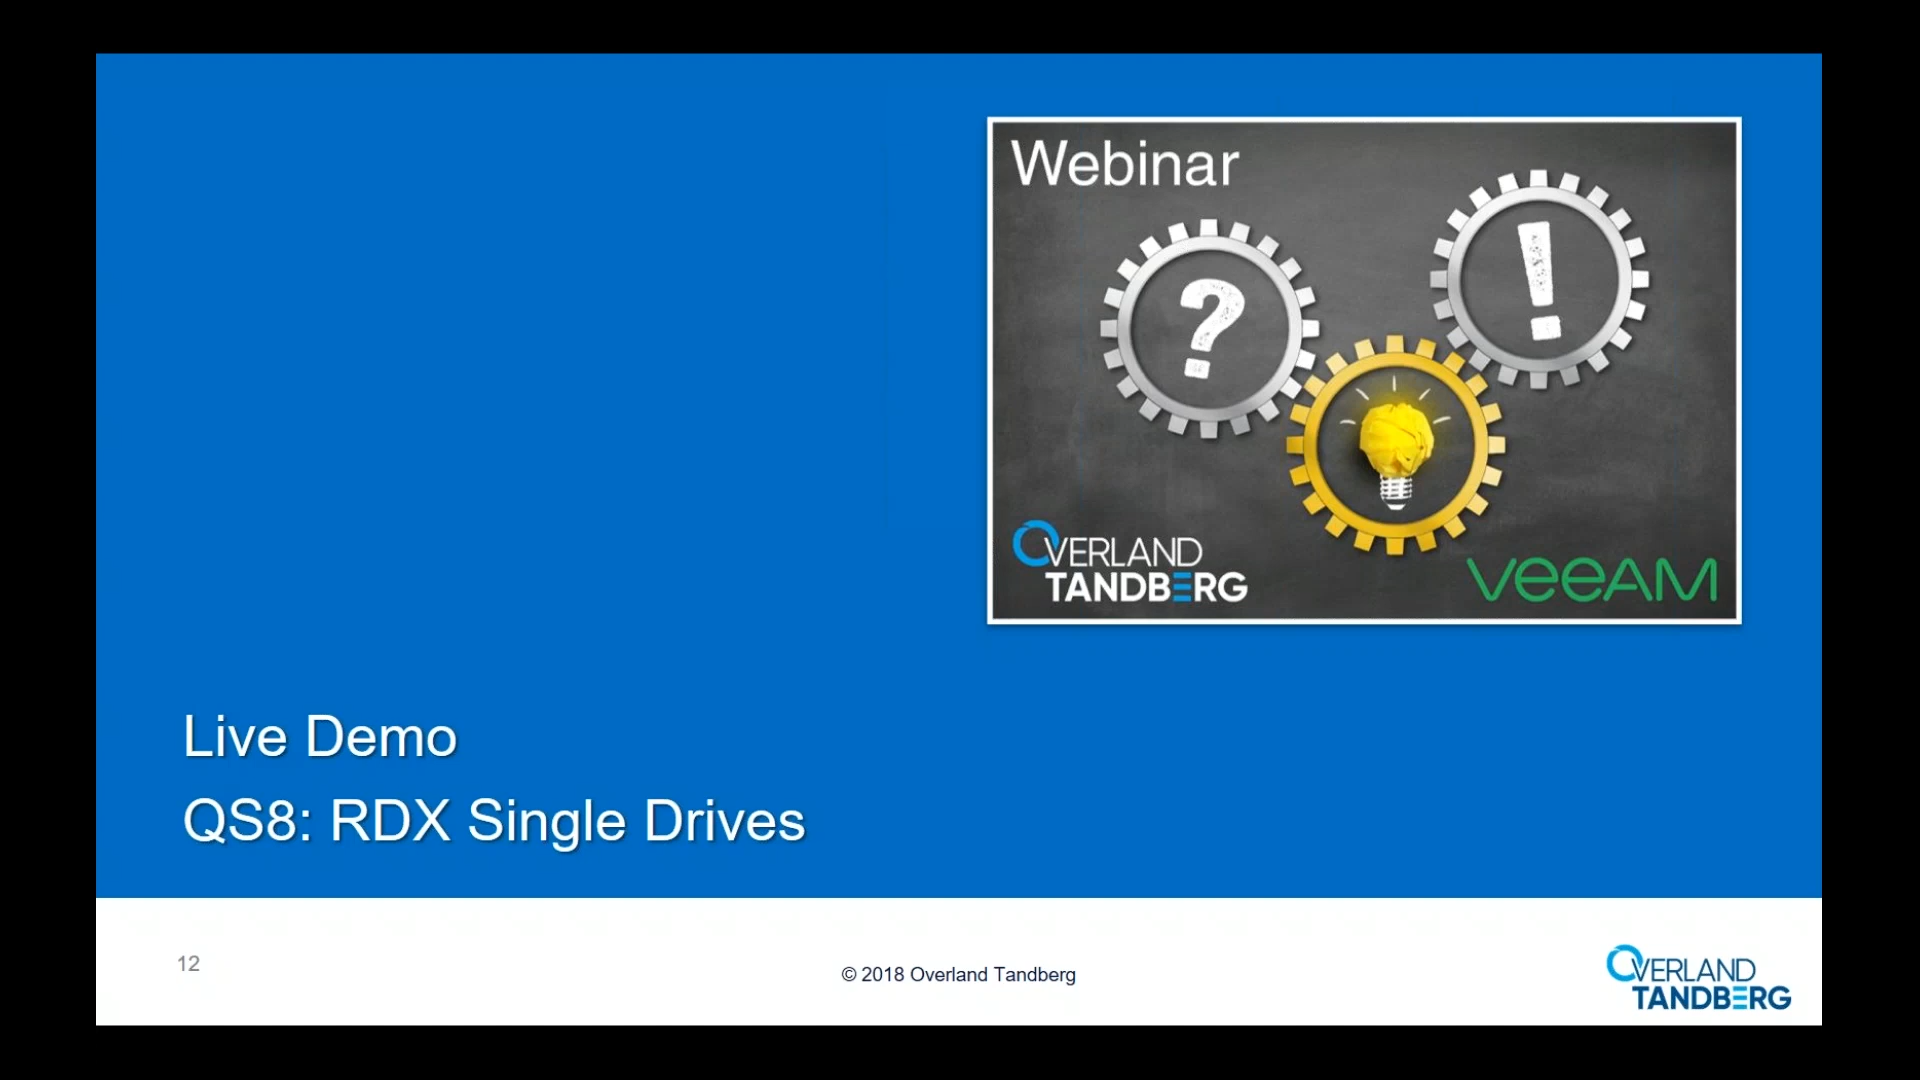 Webinar
?
!
OVERLAND
TANDBERG
veeAM
Live Demo
QS8: RDX Single Drives
12
© 2018 Overland Tandberg
OVERLAND
TANDBERG